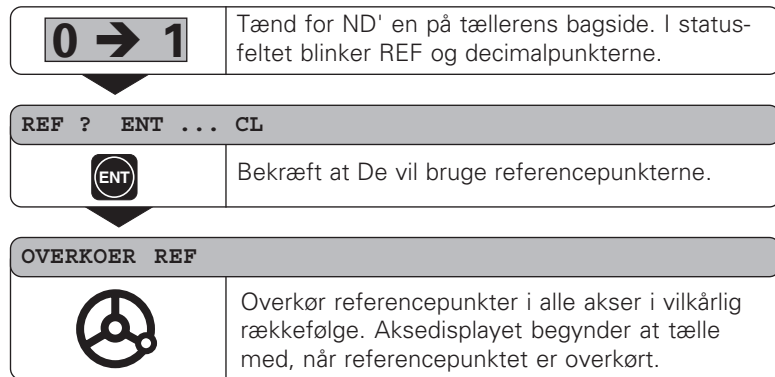 0 → 1
Tænd for ND' en på tællerens bagside. I status-
feltet blinker REF og decimalpunkterne.
REF ? ENT ... CL
ENT
Bekræft at De vil bruge referencepunkterne.
OVERKOER REF
Overkør referencepunkter i alle akser i vilkårlig
rækkefølge. Aksedisplayet begynder at tælle
med, når referencepunktet er overkørt.